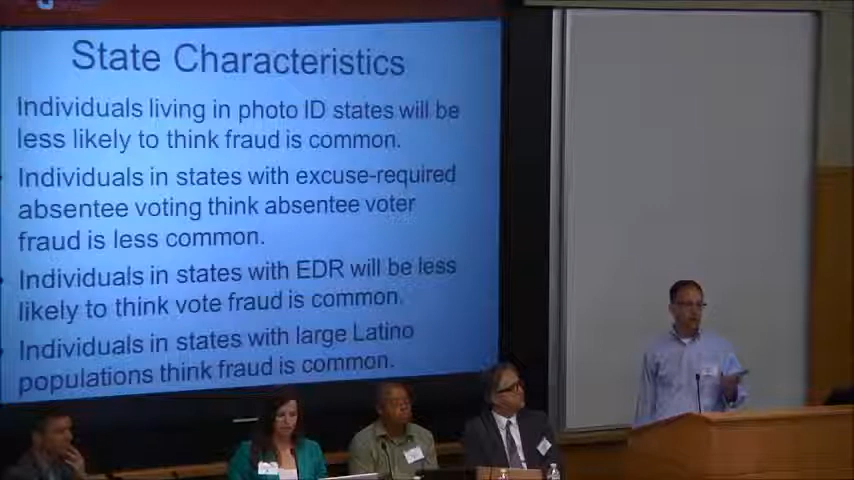 State Characteristics
Individuals living in photo ID states will be
less likely to think fraud is common.
Individuals in states with excuse-required
absentee voting think absentee voter
fraud is less common.
Individuals in states with EDR will be less
likely to think vote fraud is common.
Individuals in states with large Latino
populations think fraud is common.